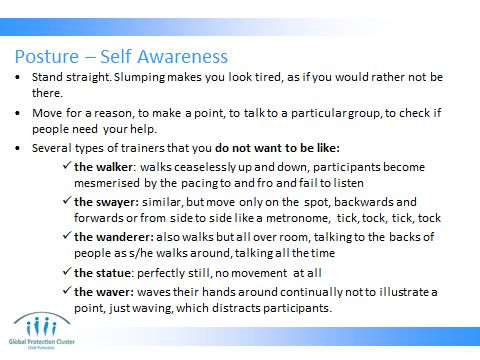 Posture – Self Awareness
• Stand straight. Slumping makes you look tired, as if you would rather not be
there.
• Move for a reason, to make a point, to talk to a particular group, to check if
people need your help.
• Several types of trainers that you do not want to be like:
✓ the walker: walks ceaselessly up and down, participants become
mesmerised by the pacing to and fro and fail to listen
✓ the swayer: similar, but move only on the spot, backwards and
forwards or from side to side like a metronome, tick, tock, tick, tock
✓ the wanderer: also walks but all over room, talking to the backs of
people as s/he walks around, talking all the time
✓ the statue: perfectly still, no movement at all
✓ the waver: waves their hands around continually not to illustrate a
point, just waving, which distracts participants.
Global Protection Cluster
Child Protection